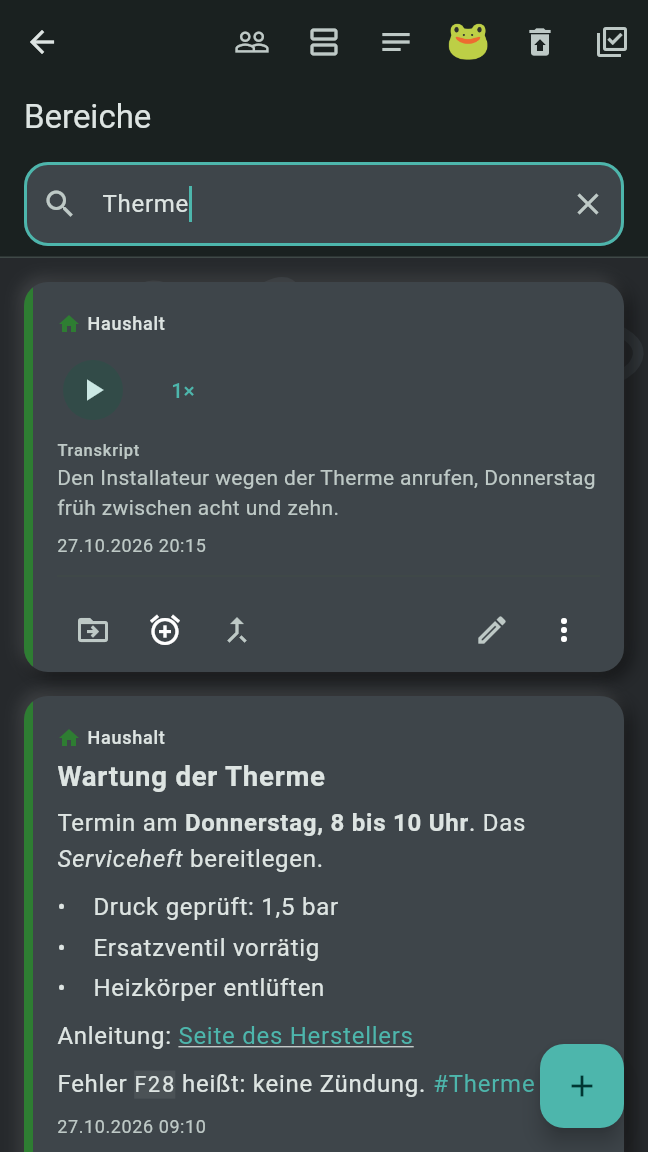 Bereiche
Therme
Haushalt
1×
Transkript
Den Installateur wegen der Therme anrufen, Donnerstag
früh zwischen acht und zehn.
27.10.2026 20:15
Haushalt
Wartung der Therme
Termin am Donnerstag, 8 bis 10 Uhr. Das
Serviceheft bereitlegen.
• Druck geprüft: 1,5 bar
• Ersatzventil vorrätig
• Heizkörper entlüften
Anleitung: Seite des Herstellers
Fehler F28 heißt: keine Zündung. #Therme
27.10.2026 09:10